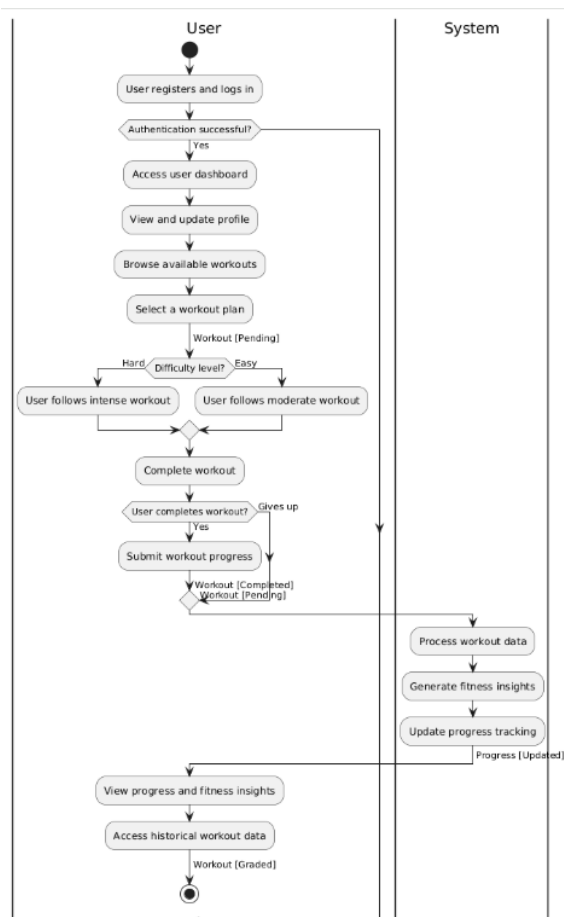 User
System
User registers and logs in
Authentication successful?
Yes
Access user dashboard
View and update profile
Browse available workouts
Select a workout plan
Workout [Pending]
Hard
Difficulty level?
Easy
User follows intense workout
User follows moderate workout
Complete workout
User completes workout?
Gives up
Yes
Submit workout progress
Workout [Completed]
Workout [Pending]
Process workout data
Generate fitness insights
Update progress tracking
Progress [Updated]
View progress and fitness insights
Access historical workout data
Workout [Graded]